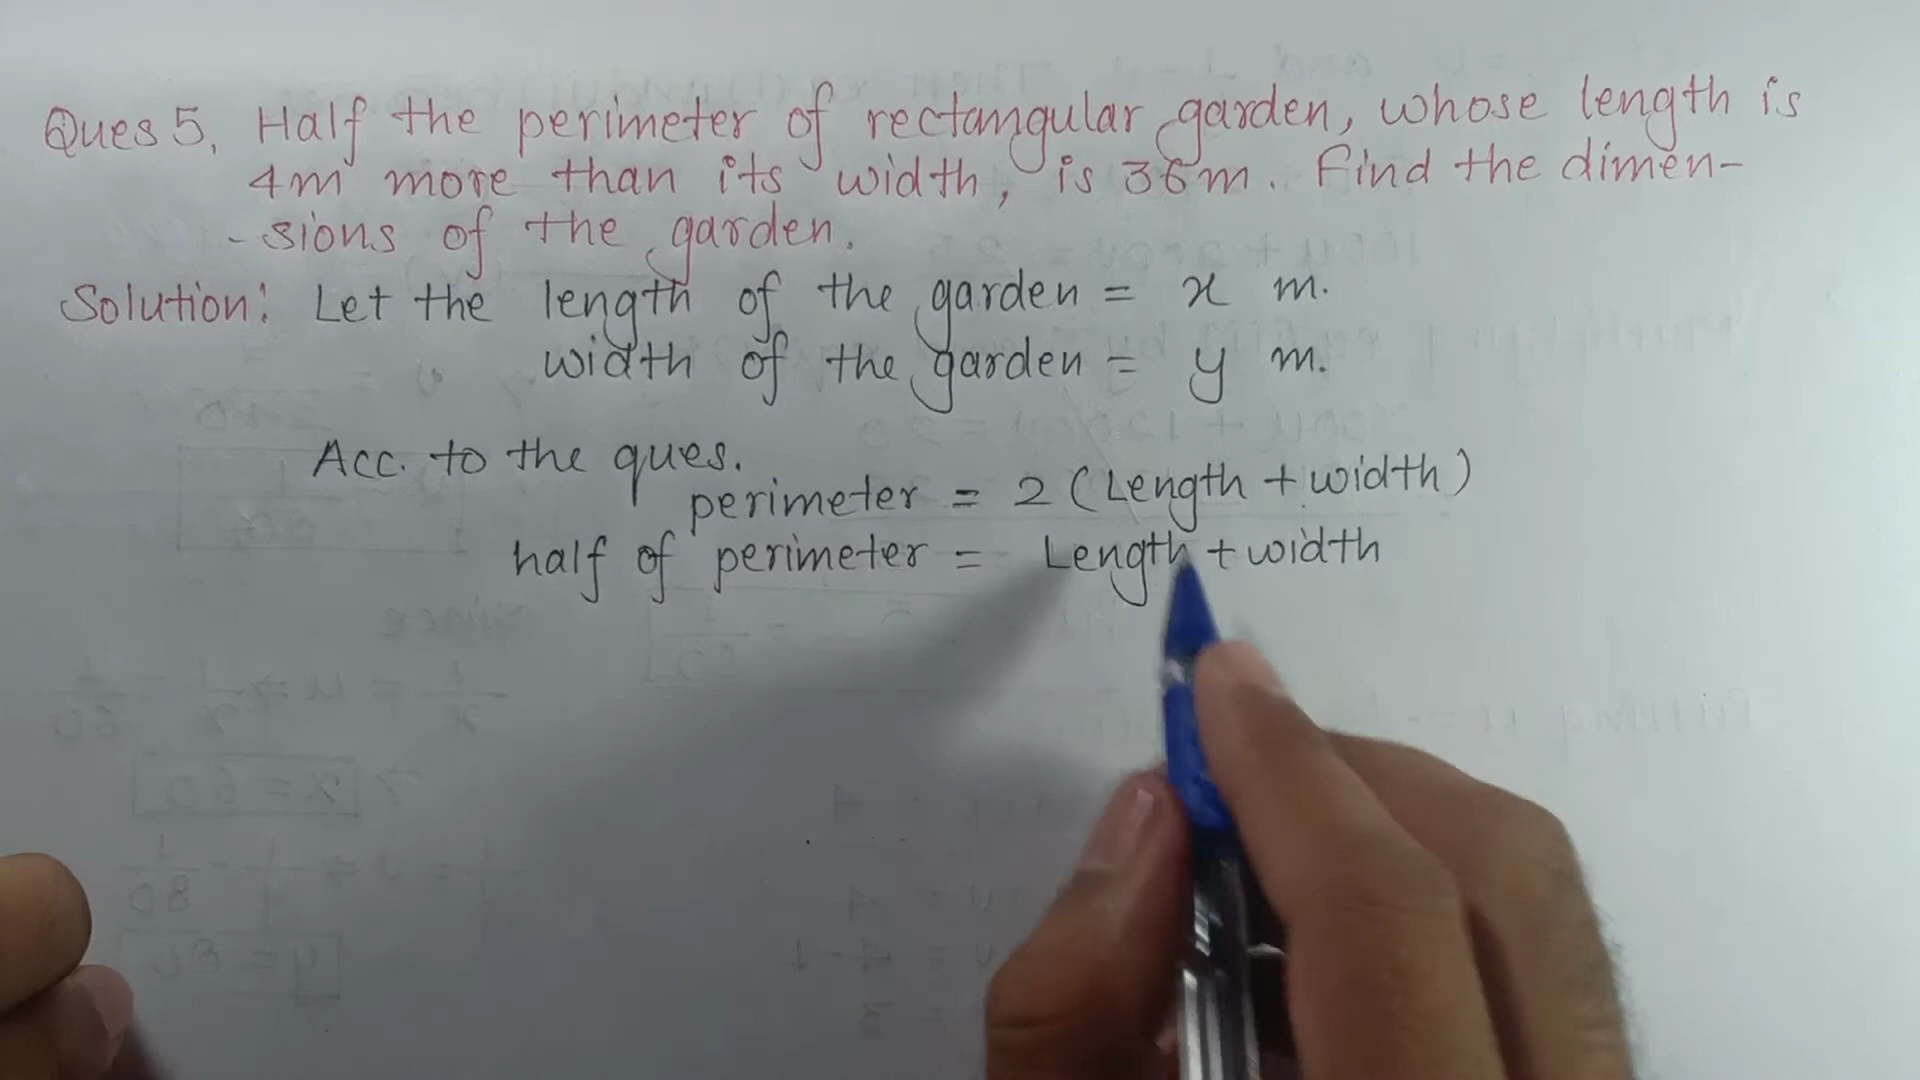 Ques 5. Half the perimeter of rectangular garden, whose length is
4m more than its width, is 36m. Find the dimen-
-sions of the garden.
Solution: Let the length of the garden = x m.
width of the garden = y m.
Acc. to the ques.
perimeter = 2 (Length + width)
half of perimeter = Length + width